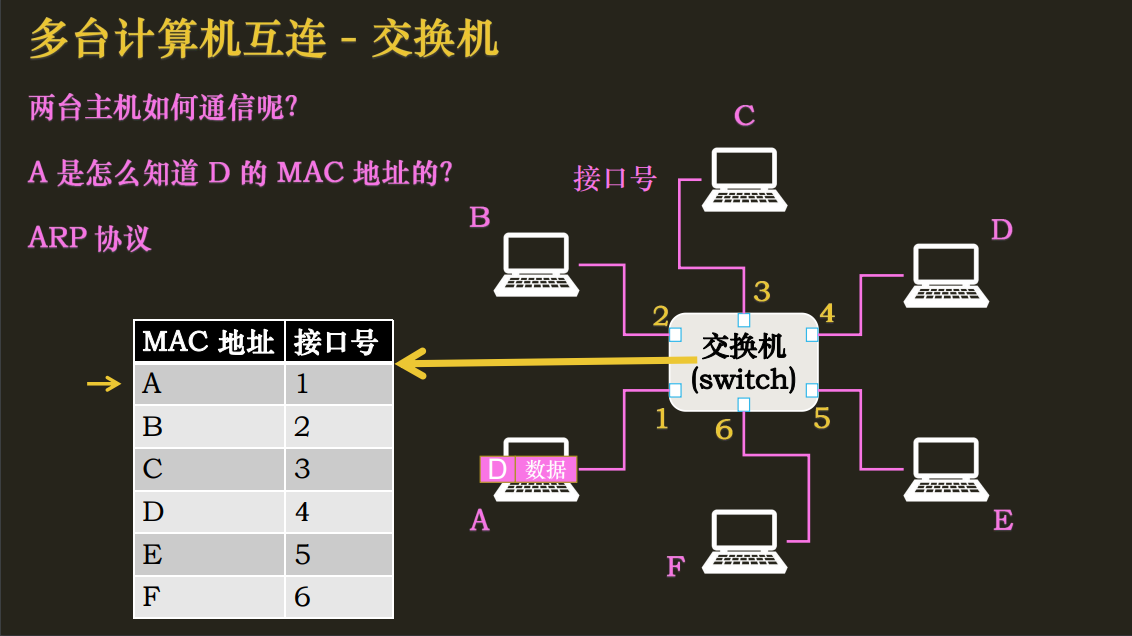 多台计算机互连 - 交换机
两台主机如何通信呢?
A 是怎么知道 D 的 MAC 地址的?
ARP 协议
接口号
C
B
D
3
2
4
交换机
(switch)
1
6
5
D 数据
A
E
F
MAC 地址 接口号
A 1
B 2
C 3
D 4
E 5
F 6